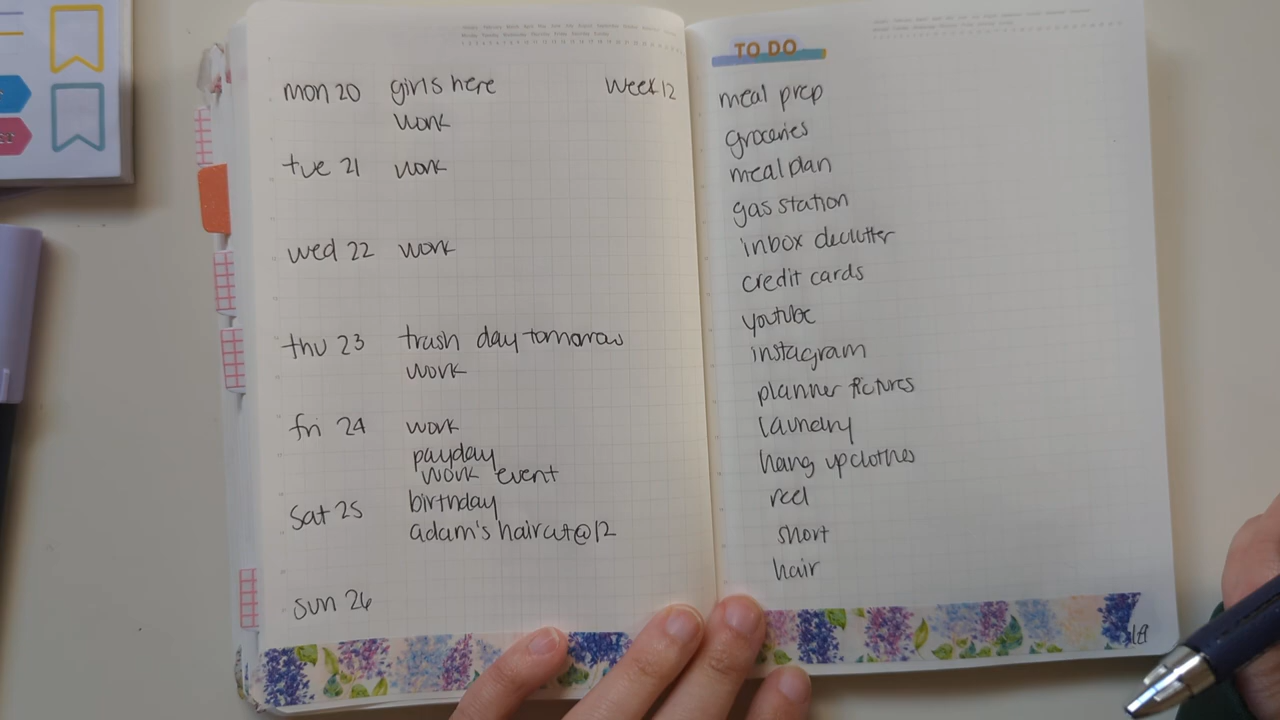 mon 20 girls here week 12
work
tue 21 work
wed 22 work
thu 23 trash day tomorrow
work
fri 24 work
payday
work event
sat 25 birthday
adam's haircut@12
sun 26
TO DO
meal prep
groceries
meal plan
gas station
inbox declutter
credit cards
youtube
instagram
planner pictures
laundry
hang up clothes
reel
short
hair